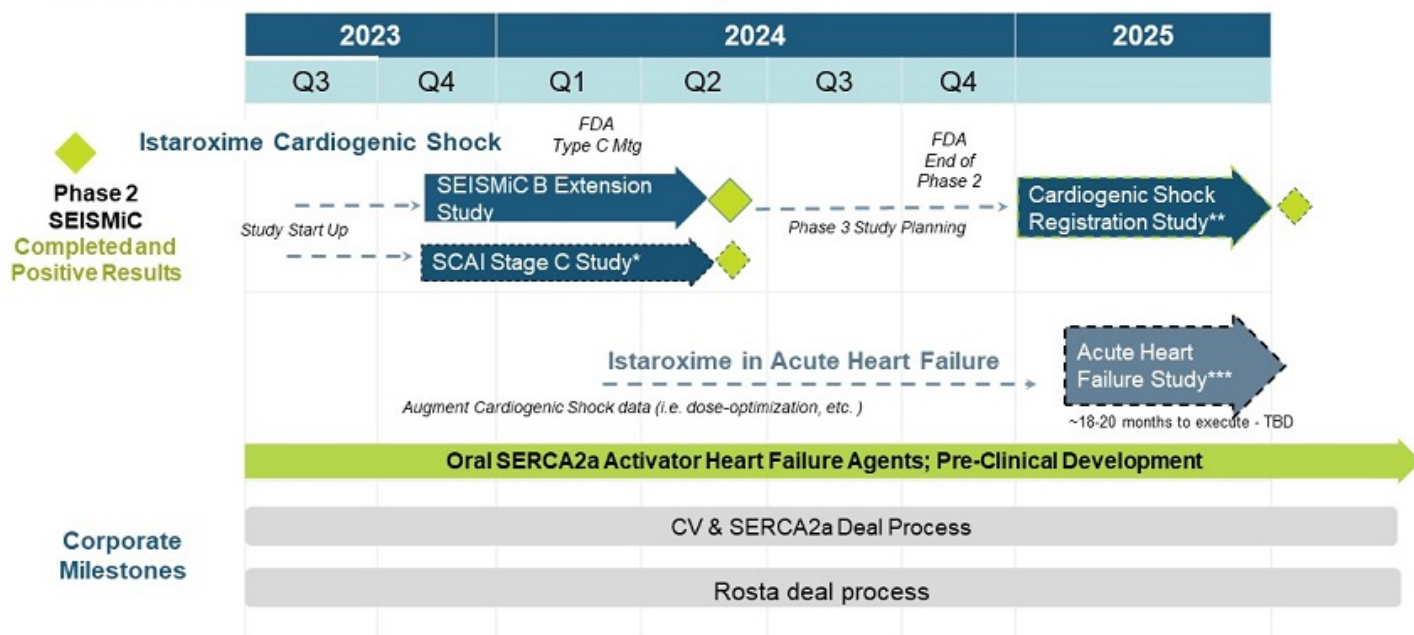 2023 2024 2025
Q3 Q4 Q1 Q2 Q3 Q4
Istaroxime Cardiogenic Shock
FDA
Type C Mtg
FDA
End of
Phase 2
Phase 2
SEISMiC
Completed and
Positive Results
Study Start Up
SEISMiC B Extension
Study
SCAI Stage C Study*
Phase 3 Study Planning
Cardiogenic Shock
Registration Study**
Istaroxime in Acute Heart Failure
Augment Cardiogenic Shock data (i.e. dose-optimization, etc. )
Acute Heart
Failure Study***
~18-20 months to execute - TBD
Oral SERCA2a Activator Heart Failure Agents; Pre-Clinical Development
Corporate
Milestones
CV & SERCA2a Deal Process
Rosta deal process